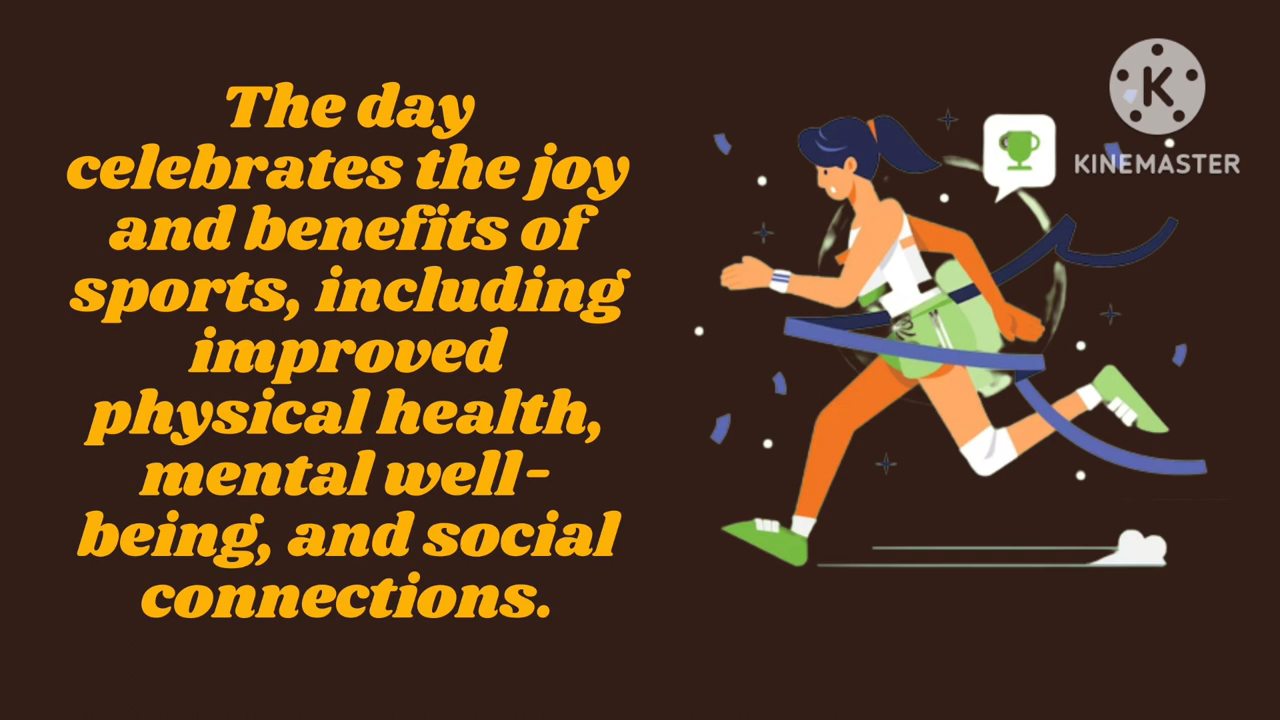 The day
celebrates the joy
and benefits of
sports, including
improved
physical health,
mental well-
being, and social
connections.
K
KINEMASTER